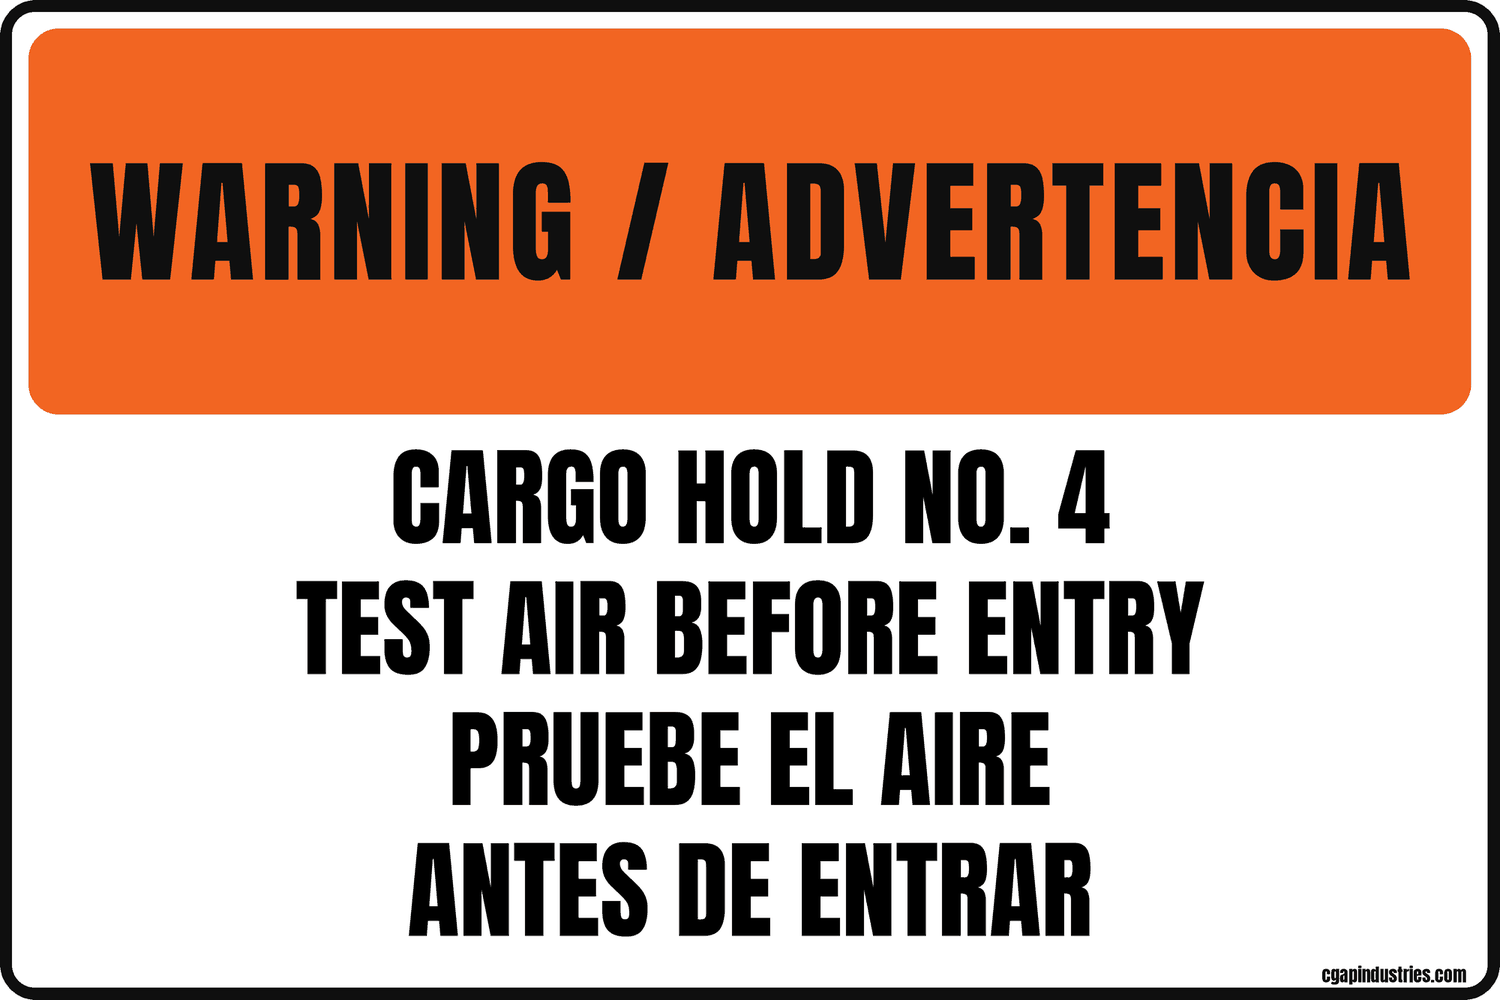 WARNING / ADVERTENCIA
CARGO HOLD NO. 4
TEST AIR BEFORE ENTRY
PRUEBE EL AIRE
ANTES DE ENTRAR
cgapindustries.com